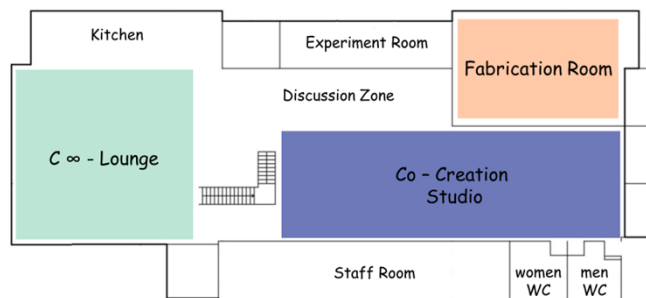 Kitchen
Experiment Room
Fabrication Room
Discussion Zone
C ∞ - Lounge
Co – Creation
Studio
Staff Room
women
WC
men
WC